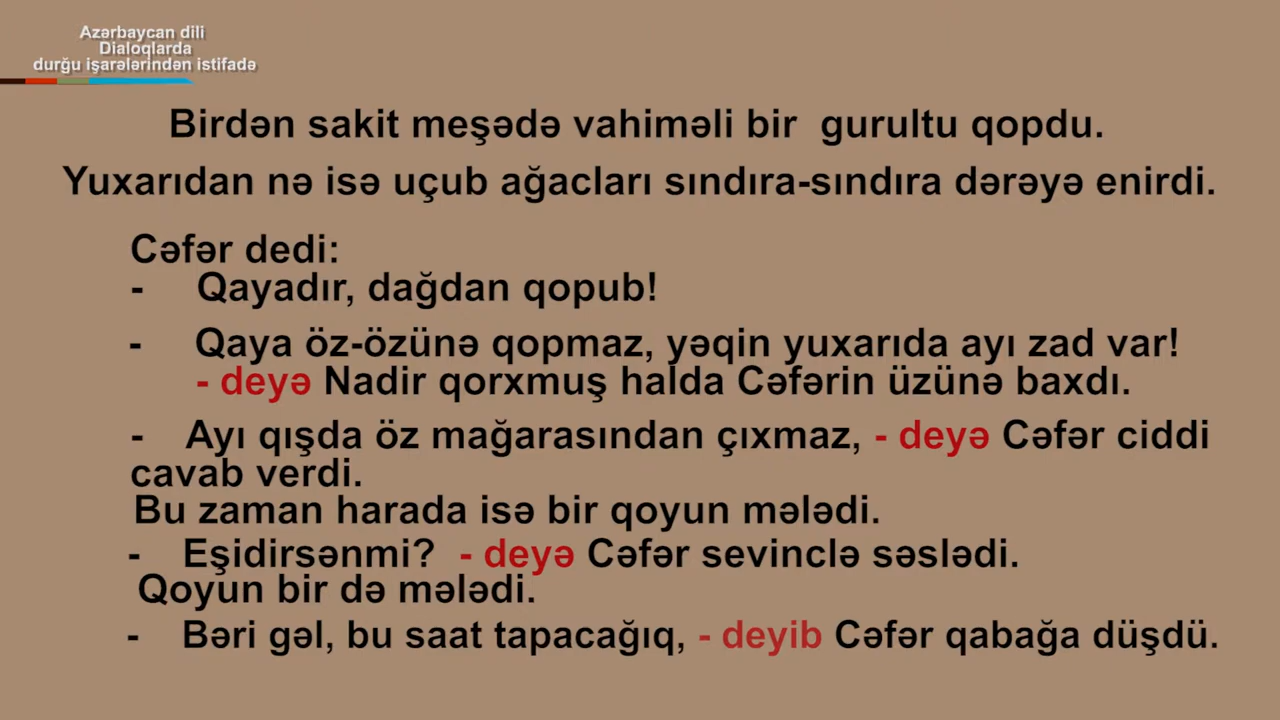 Azərbaycan dili
Dialoqlarda
durğu işarələrindən istifadə
Birdən sakit meşədə vahiməli bir  gurultu qopdu.
Yuxarıdan nə isə uçub ağacları sındıra-sındıra dərəyə enirdi.
Cəfər dedi:
- Qayadır, dağdan qopub!
- Qaya öz-özünə qopmaz, yəqin yuxarıda ayı zad var!
- deyə Nadir qorxmuş halda Cəfərin üzünə baxdı.
- Ayı qışda öz mağarasından çıxmaz, - deyə Cəfər ciddi
cavab verdi.
Bu zaman harada isə bir qoyun mələdi.
- Eşidirsənmi?  - deyə Cəfər sevinclə səslədi.
Qoyun bir də mələdi.
- Bəri gəl, bu saat tapacağıq, - deyib Cəfər qabağa düşdü.